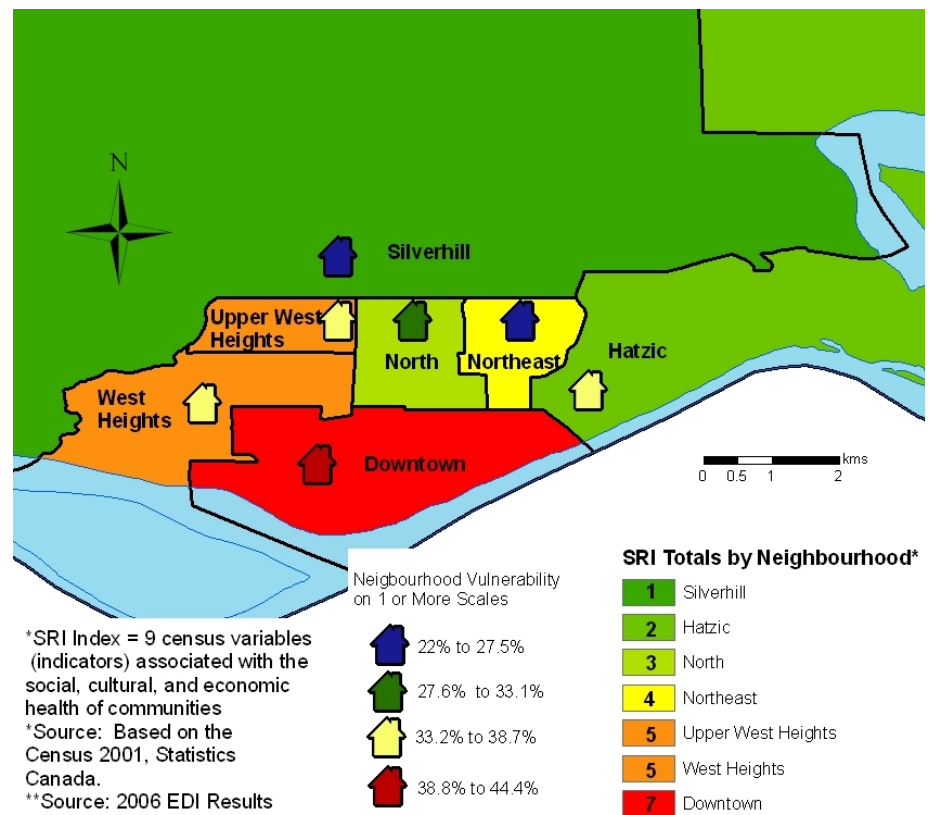 N
Silverhill
Upper West
Heights
North
Northeast
Hatzic
West
Heights
Downtown
kms
0 0.5 1 2
Neigbourhood Vulnerability
on 1 or More Scales
22% to 27.5%
27.6% to 33.1%
33.2% to 38.7%
38.8% to 44.4%
SRI Totals by Neighbourhood*
1 Silverhill
2 Hatzic
3 North
4 Northeast
5 Upper West Heights
5 West Heights
7 Downtown
*SRI Index = 9 census variables
(indicators) associated with the
social, cultural, and economic
health of communities
*Source: Based on the
Census 2001, Statistics
Canada.
**Source: 2006 EDI Results